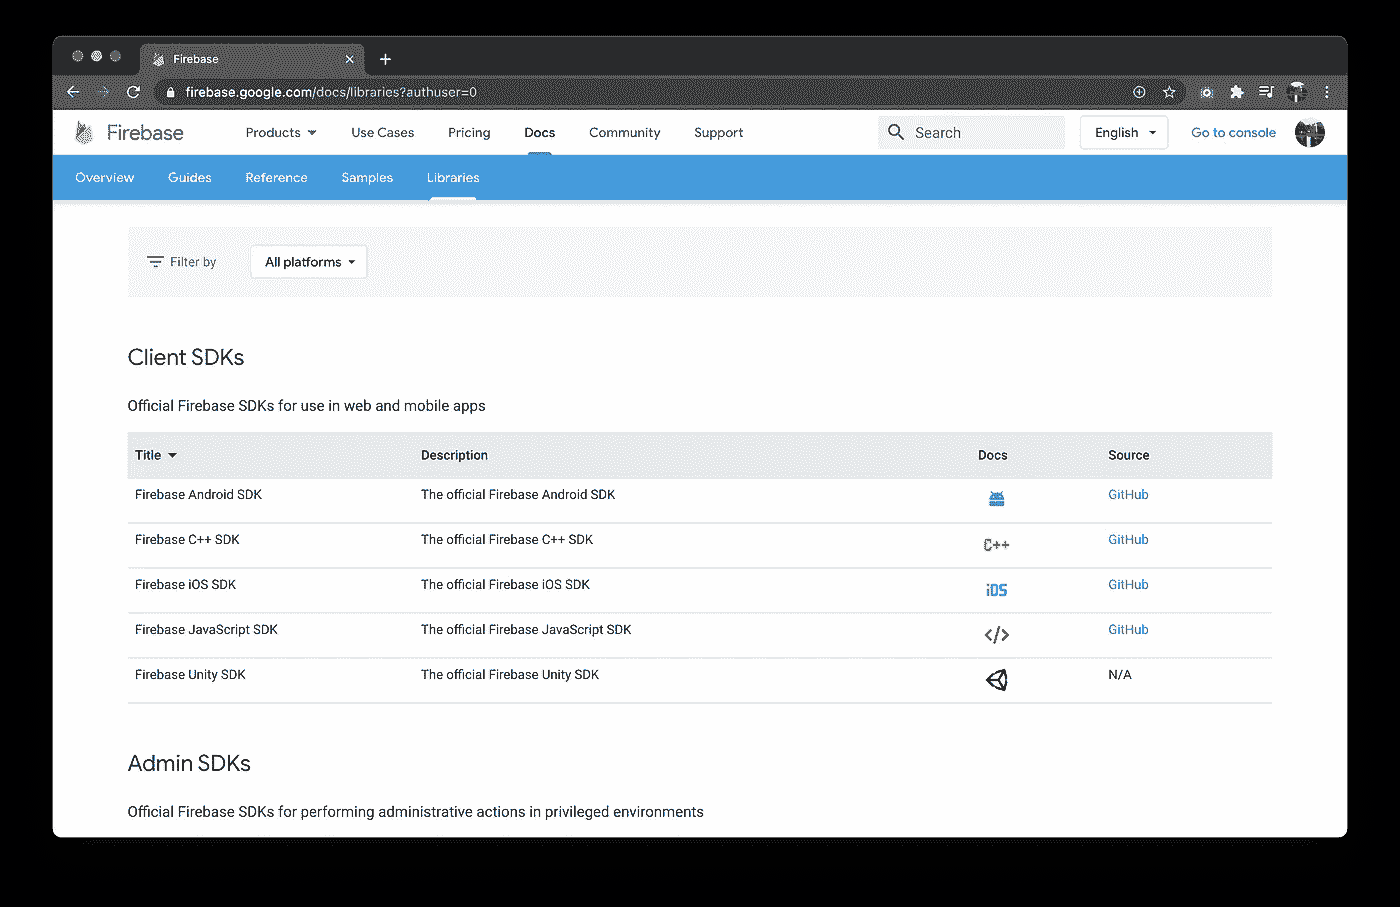 Firebase
firebase.google.com/docs/libraries?authuser=0
Firebase Products Use Cases Pricing Docs Community Support Search English Go to console
Overview Guides Reference Samples Libraries
Filter by All platforms
Client SDKs
Official Firebase SDKs for use in web and mobile apps
Title Description Docs Source
Firebase Android SDK The official Firebase Android SDK GitHub
Firebase C++ SDK The official Firebase C++ SDK C++ GitHub
Firebase iOS SDK The official Firebase iOS SDK iOS GitHub
Firebase JavaScript SDK The official Firebase JavaScript SDK </> GitHub
Firebase Unity SDK The official Firebase Unity SDK N/A
Admin SDKs
Official Firebase SDKs for performing administrative actions in privileged environments